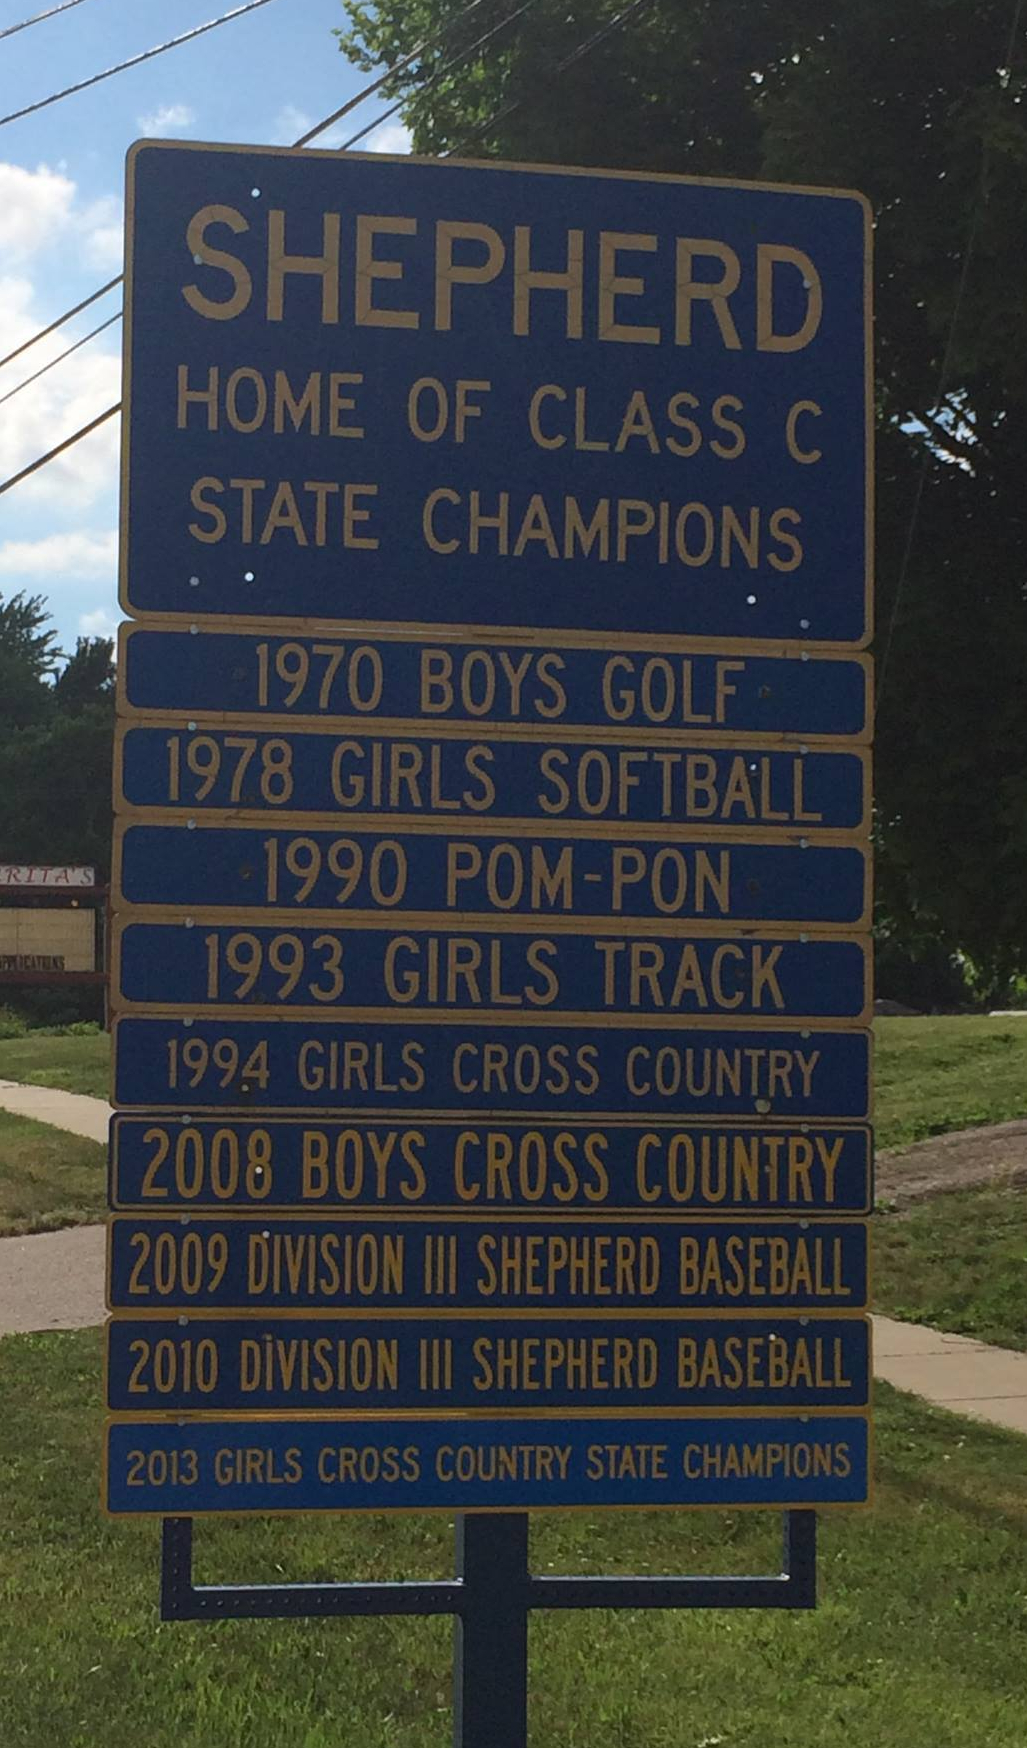 SHEPHERD
HOME OF CLASS C
STATE CHAMPIONS
1970 BOYS GOLF
1978 GIRLS SOFTBALL
1990 POM-PON
1993 GIRLS TRACK
1994 GIRLS CROSS COUNTRY
2008 BOYS CROSS COUNTRY
2009 DIVISION III SHEPHERD BASEBALL
2010 DIVISION III SHEPHERD BASEBALL
2013 GIRLS CROSS COUNTRY STATE CHAMPIONS
RITA'S
APPLICATIONS